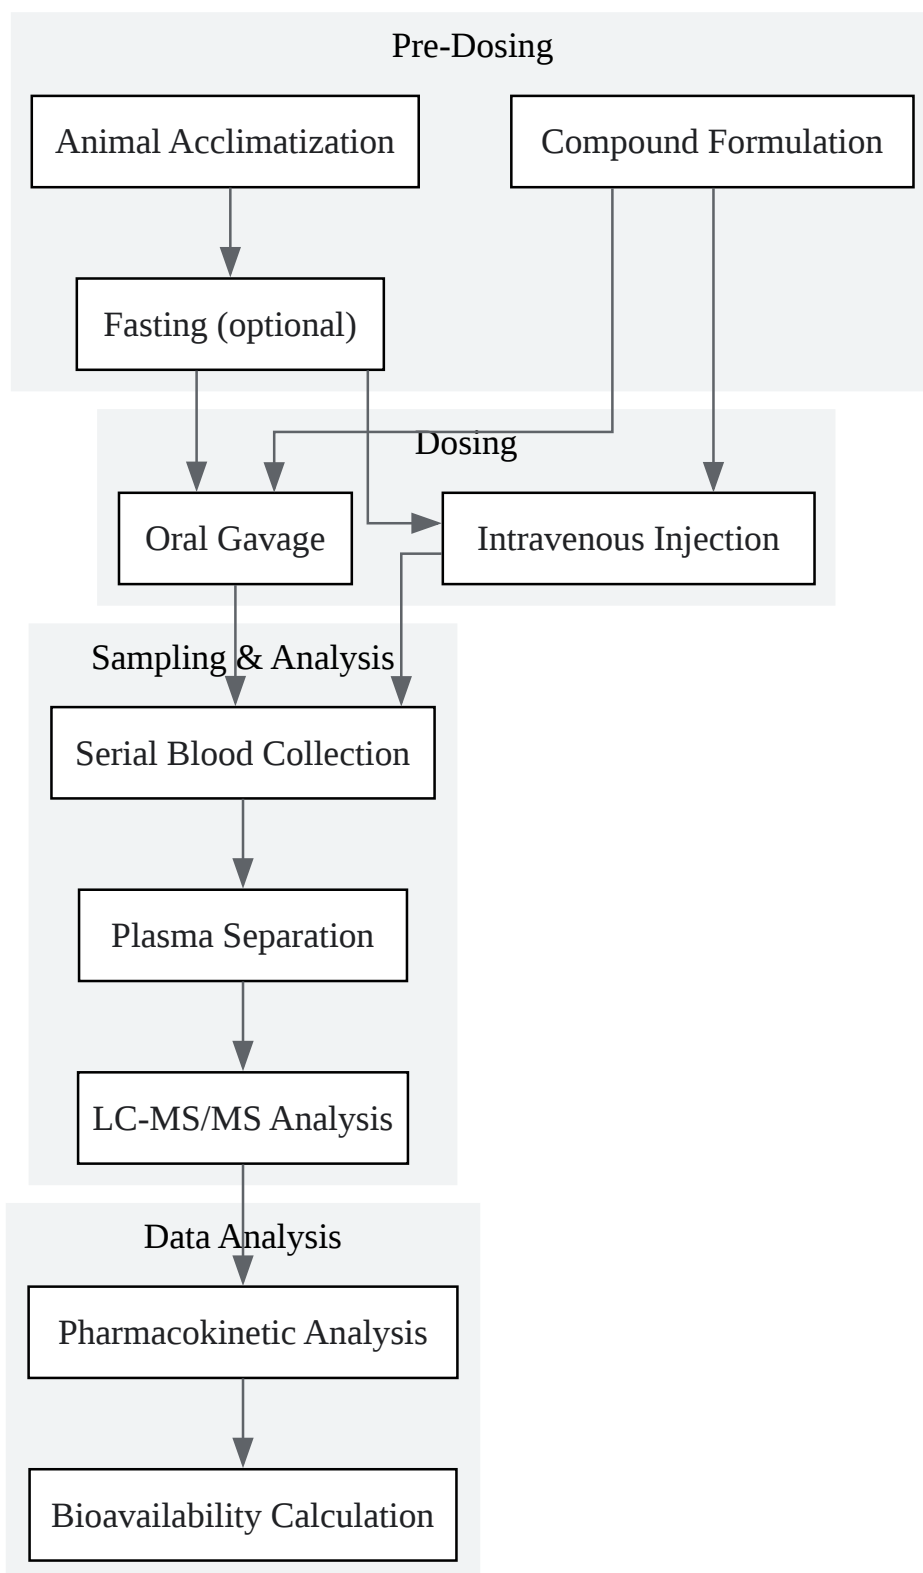 Pre-Dosing
Animal Acclimatization
Compound Formulation
Fasting (optional)
Dosing
Oral Gavage
Intravenous Injection
Sampling & Analysis
Serial Blood Collection
Plasma Separation
LC-MS/MS Analysis
Data Analysis
Pharmacokinetic Analysis
Bioavailability Calculation